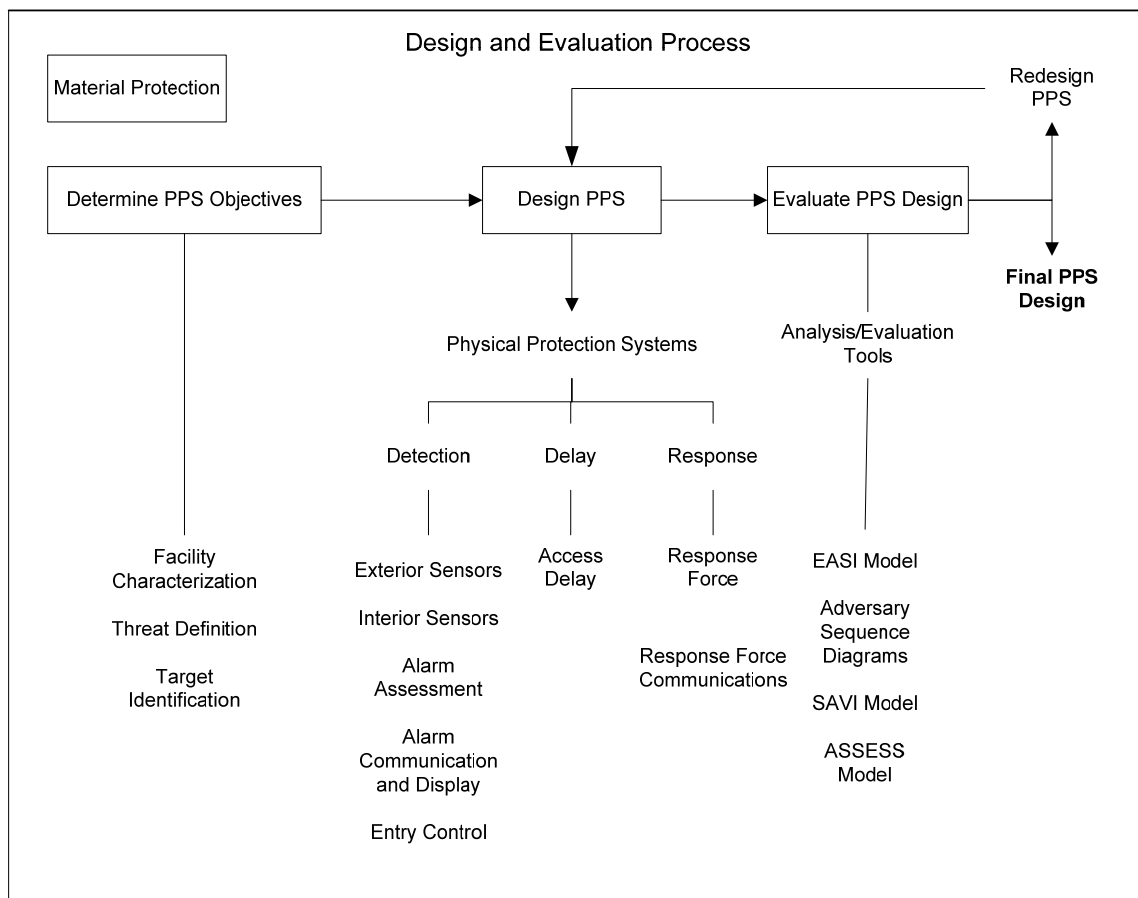 Design and Evaluation Process
Material Protection
Redesign
PPS
Determine PPS Objectives
Design PPS
Evaluate PPS Design
Final PPS
Design
Physical Protection Systems
Analysis/Evaluation
Tools
Detection
Delay
Response
Facility
Characterization
Threat Definition
Target
Identification
Exterior Sensors
Interior Sensors
Alarm
Assessment
Alarm
Communication
and Display
Entry Control
Access
Delay
Response
Force
Response Force
Communications
EASI Model
Adversary
Sequence
Diagrams
SAVI Model
ASSESS
Model